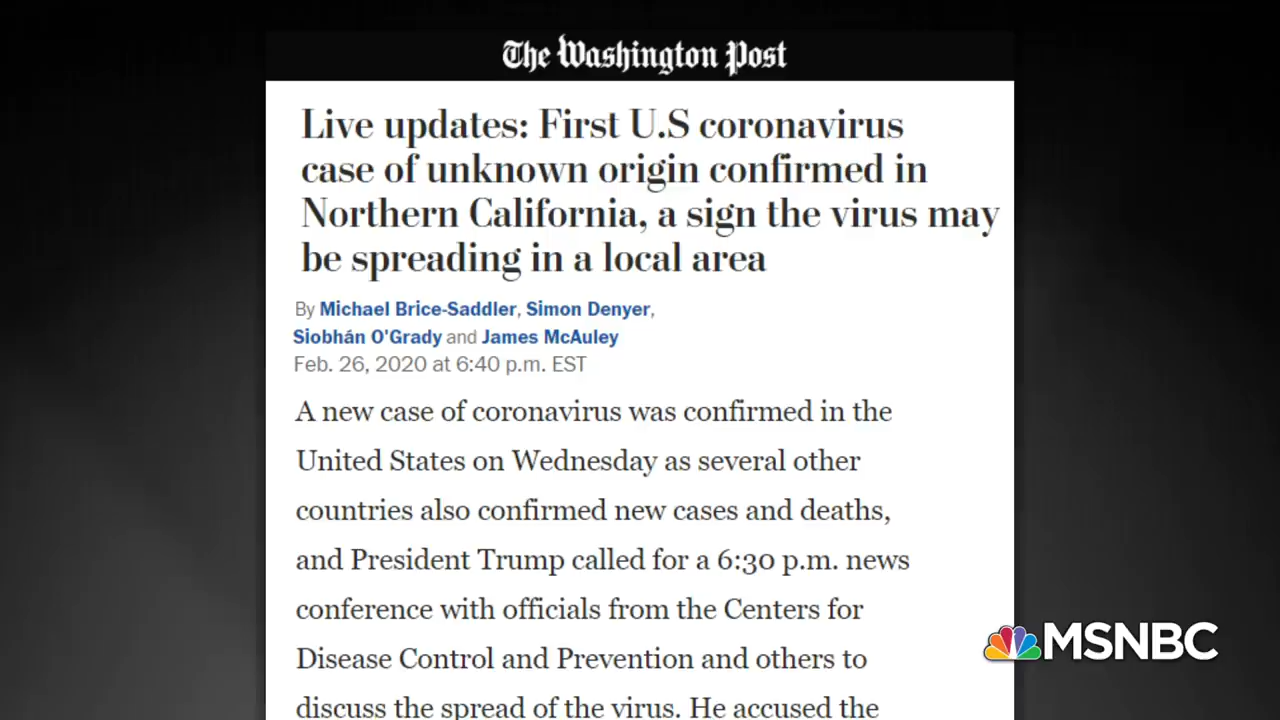 The Washington Post
Live updates: First U.S coronavirus
case of unknown origin confirmed in
Northern California, a sign the virus may
be spreading in a local area
By Michael Brice-Saddler, Simon Denyer,
Siobhán O'Grady and James McAuley
Feb. 26, 2020 at 6:40 p.m. EST
A new case of coronavirus was confirmed in the
United States on Wednesday as several other
countries also confirmed new cases and deaths,
and President Trump called for a 6:30 p.m. news
conference with officials from the Centers for
Disease Control and Prevention and others to
discuss the spread of the virus. He accused the
MSNBC